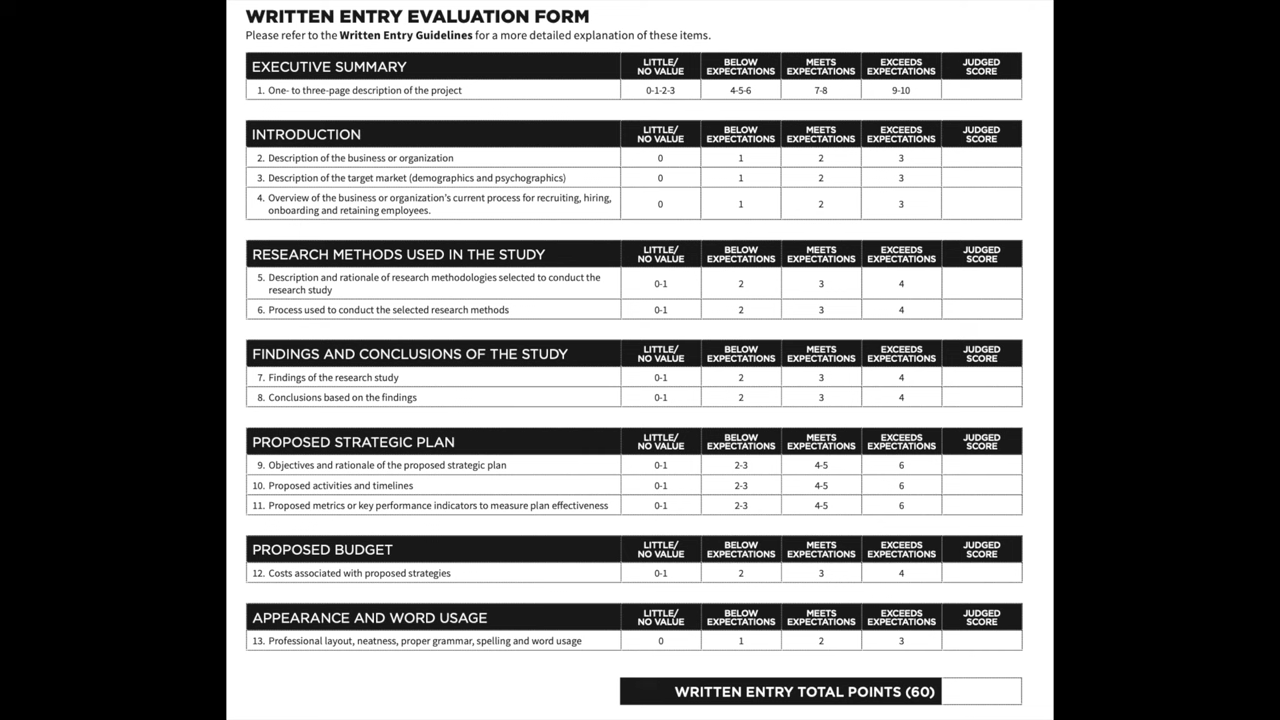 WRITTEN ENTRY EVALUATION FORM
Please refer to the Written Entry Guidelines for a more detailed explanation of these items.
EXECUTIVE SUMMARY LITTLE/ NO VALUE BELOW EXPECTATIONS MEETS EXPECTATIONS EXCEEDS EXPECTATIONS JUDGED SCORE
1. One- to three-page description of the project 0-1-2-3 4-5-6 7-8 9-10
INTRODUCTION LITTLE/ NO VALUE BELOW EXPECTATIONS MEETS EXPECTATIONS EXCEEDS EXPECTATIONS JUDGED SCORE
2. Description of the business or organization 0 1 2 3
3. Description of the target market (demographics and psychographics) 0 1 2 3
4. Overview of the business or organization's current process for recruiting, hiring,
onboarding and retaining employees. 0 1 2 3
RESEARCH METHODS USED IN THE STUDY LITTLE/ NO VALUE BELOW EXPECTATIONS MEETS EXPECTATIONS EXCEEDS EXPECTATIONS JUDGED SCORE
5. Description and rationale of research methodologies selected to conduct the
research study 0-1 2 3 4
6. Process used to conduct the selected research methods 0-1 2 3 4
FINDINGS AND CONCLUSIONS OF THE STUDY LITTLE/ NO VALUE BELOW EXPECTATIONS MEETS EXPECTATIONS EXCEEDS EXPECTATIONS JUDGED SCORE
7. Findings of the research study 0-1 2 3 4
8. Conclusions based on the findings 0-1 2 3 4
PROPOSED STRATEGIC PLAN LITTLE/ NO VALUE BELOW EXPECTATIONS MEETS EXPECTATIONS EXCEEDS EXPECTATIONS JUDGED SCORE
9. Objectives and rationale of the proposed strategic plan 0-1 2-3 4-5 6
10. Proposed activities and timelines 0-1 2-3 4-5 6
11. Proposed metrics or key performance indicators to measure plan effectiveness 0-1 2-3 4-5 6
PROPOSED BUDGET LITTLE/ NO VALUE BELOW EXPECTATIONS MEETS EXPECTATIONS EXCEEDS EXPECTATIONS JUDGED SCORE
12. Costs associated with proposed strategies 0-1 2 3 4
APPEARANCE AND WORD USAGE LITTLE/ NO VALUE BELOW EXPECTATIONS MEETS EXPECTATIONS EXCEEDS EXPECTATIONS JUDGED SCORE
13. Professional layout, neatness, proper grammar, spelling and word usage 0 1 2 3
WRITTEN ENTRY TOTAL POINTS (60)